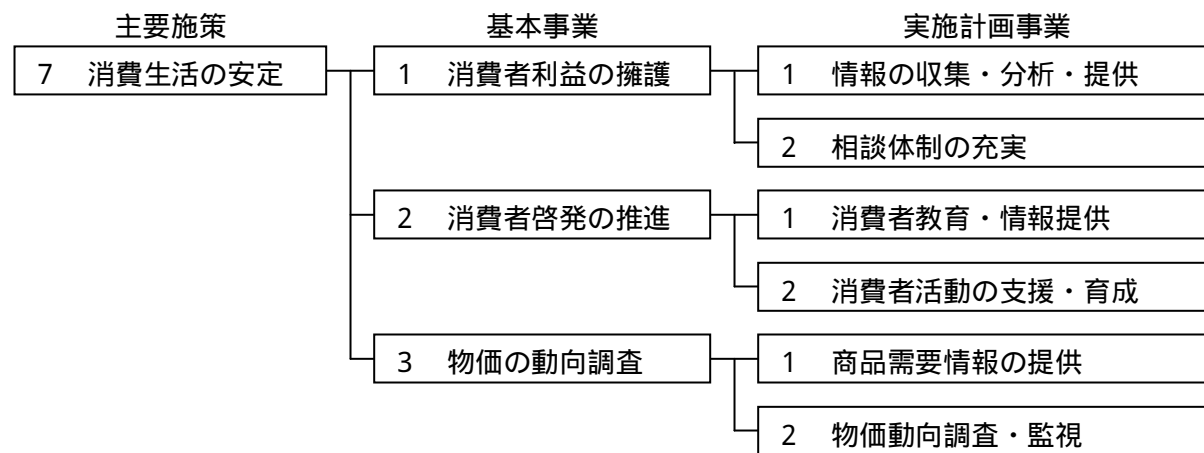 主要施策 基本事業 実施計画事業
7 消費生活の安定 1 消費者利益の擁護 1 情報の収集・分析・提供
2 相談体制の充実
2 消費者啓発の推進 1 消費者教育・情報提供
2 消費者活動の支援・育成
3 物価の動向調査 1 商品需要情報の提供
2 物価動向調査・監視